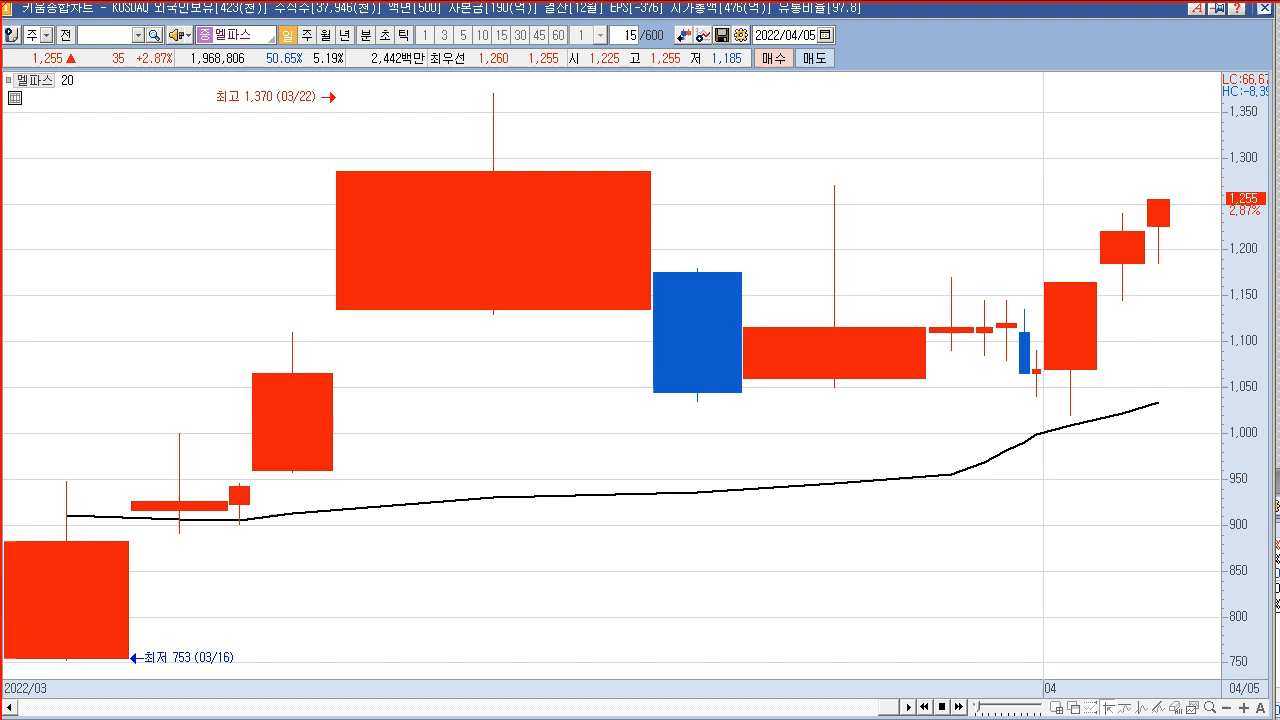 키움종합차트 - KOSDAQ 외국인보유[423(천)] 주식수[37,946(천)] 액면[500] 자본금[190(억)] 결산[12월] EPS[-376] 시가총액[476(억)] 유통비율[97.8]
주 전 증 멜파스 일 주 월 년 분 초 틱 1 3 5 10 15 30 45 60 1 15 /600 2022/04/05
1,255 ▲ 35 +2.87% 1,968,806 50.65% 5.19% 2,442백만 최우선 1,260 1,255 시 1,225 고 1,255 저 1,185 매수 매도
멜파스 20
LC:66,67
HC:-8,39
최고 1,370 (03/22)
1,350
1,300
1,255
2,87%
1,200
1,150
1,100
1,050
1,000
950
900
850
800
750
최저 753 (03/16)
2022/03 04 04/05